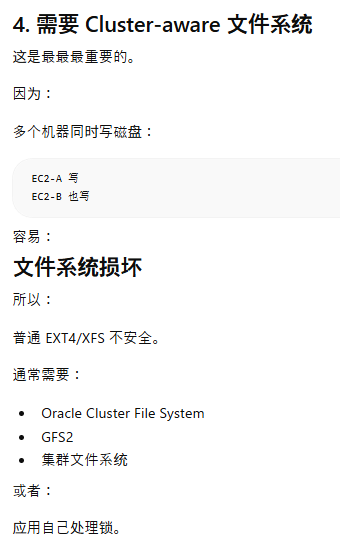 4. 需要 Cluster-aware 文件系统
这是最最最重要的。
因为：
多个机器同时写磁盘：
EC2-A 写
EC2-B 也写
容易：
文件系统损坏
所以：
普通 EXT4/XFS 不安全。
通常需要：
• Oracle Cluster File System
• GFS2
• 集群文件系统
或者：
应用自己处理锁。